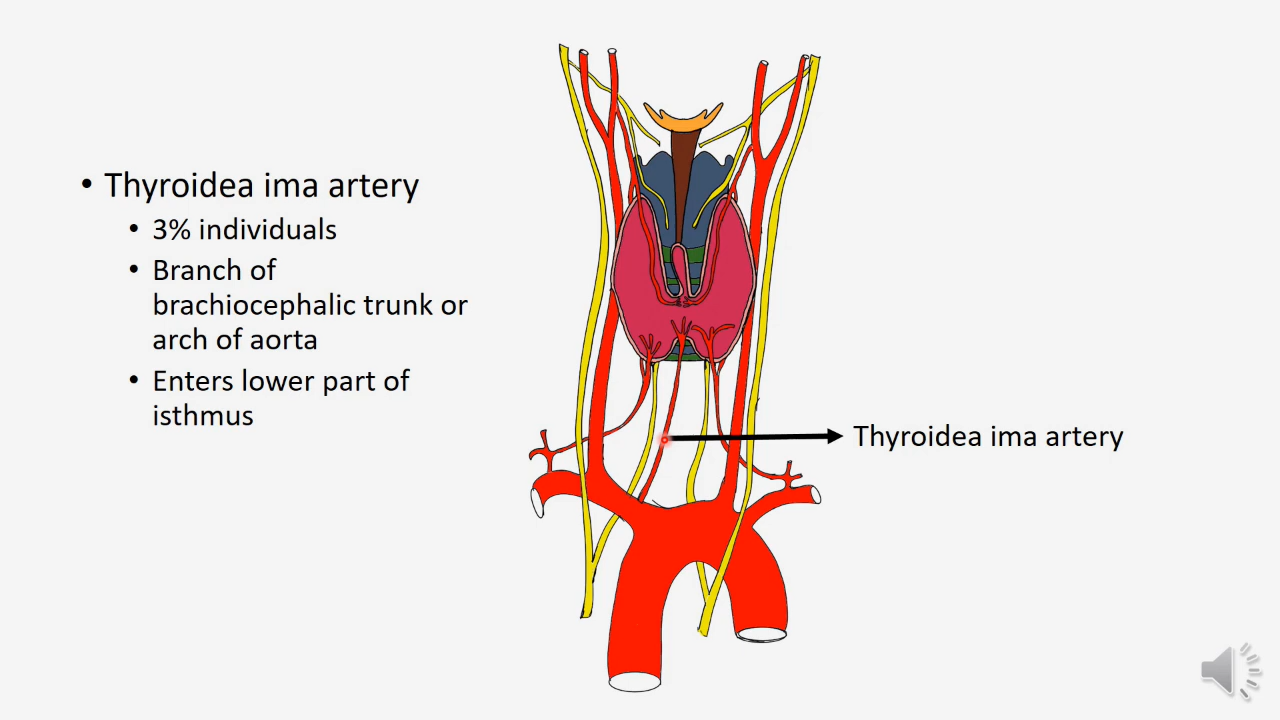 • Thyroidea ima artery
• 3% individuals
• Branch of
brachiocephalic trunk or
arch of aorta
• Enters lower part of
isthmus
Thyroidea ima artery